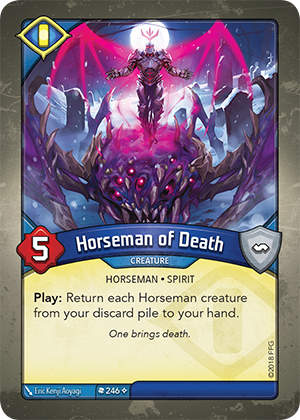 Horseman of Death
CREATURE
5
HORSEMAN • SPIRIT
Play: Return each Horseman creature
from your discard pile to your hand.
One brings death.
Eric Kenji Aoyagi
246
©2018 FFG